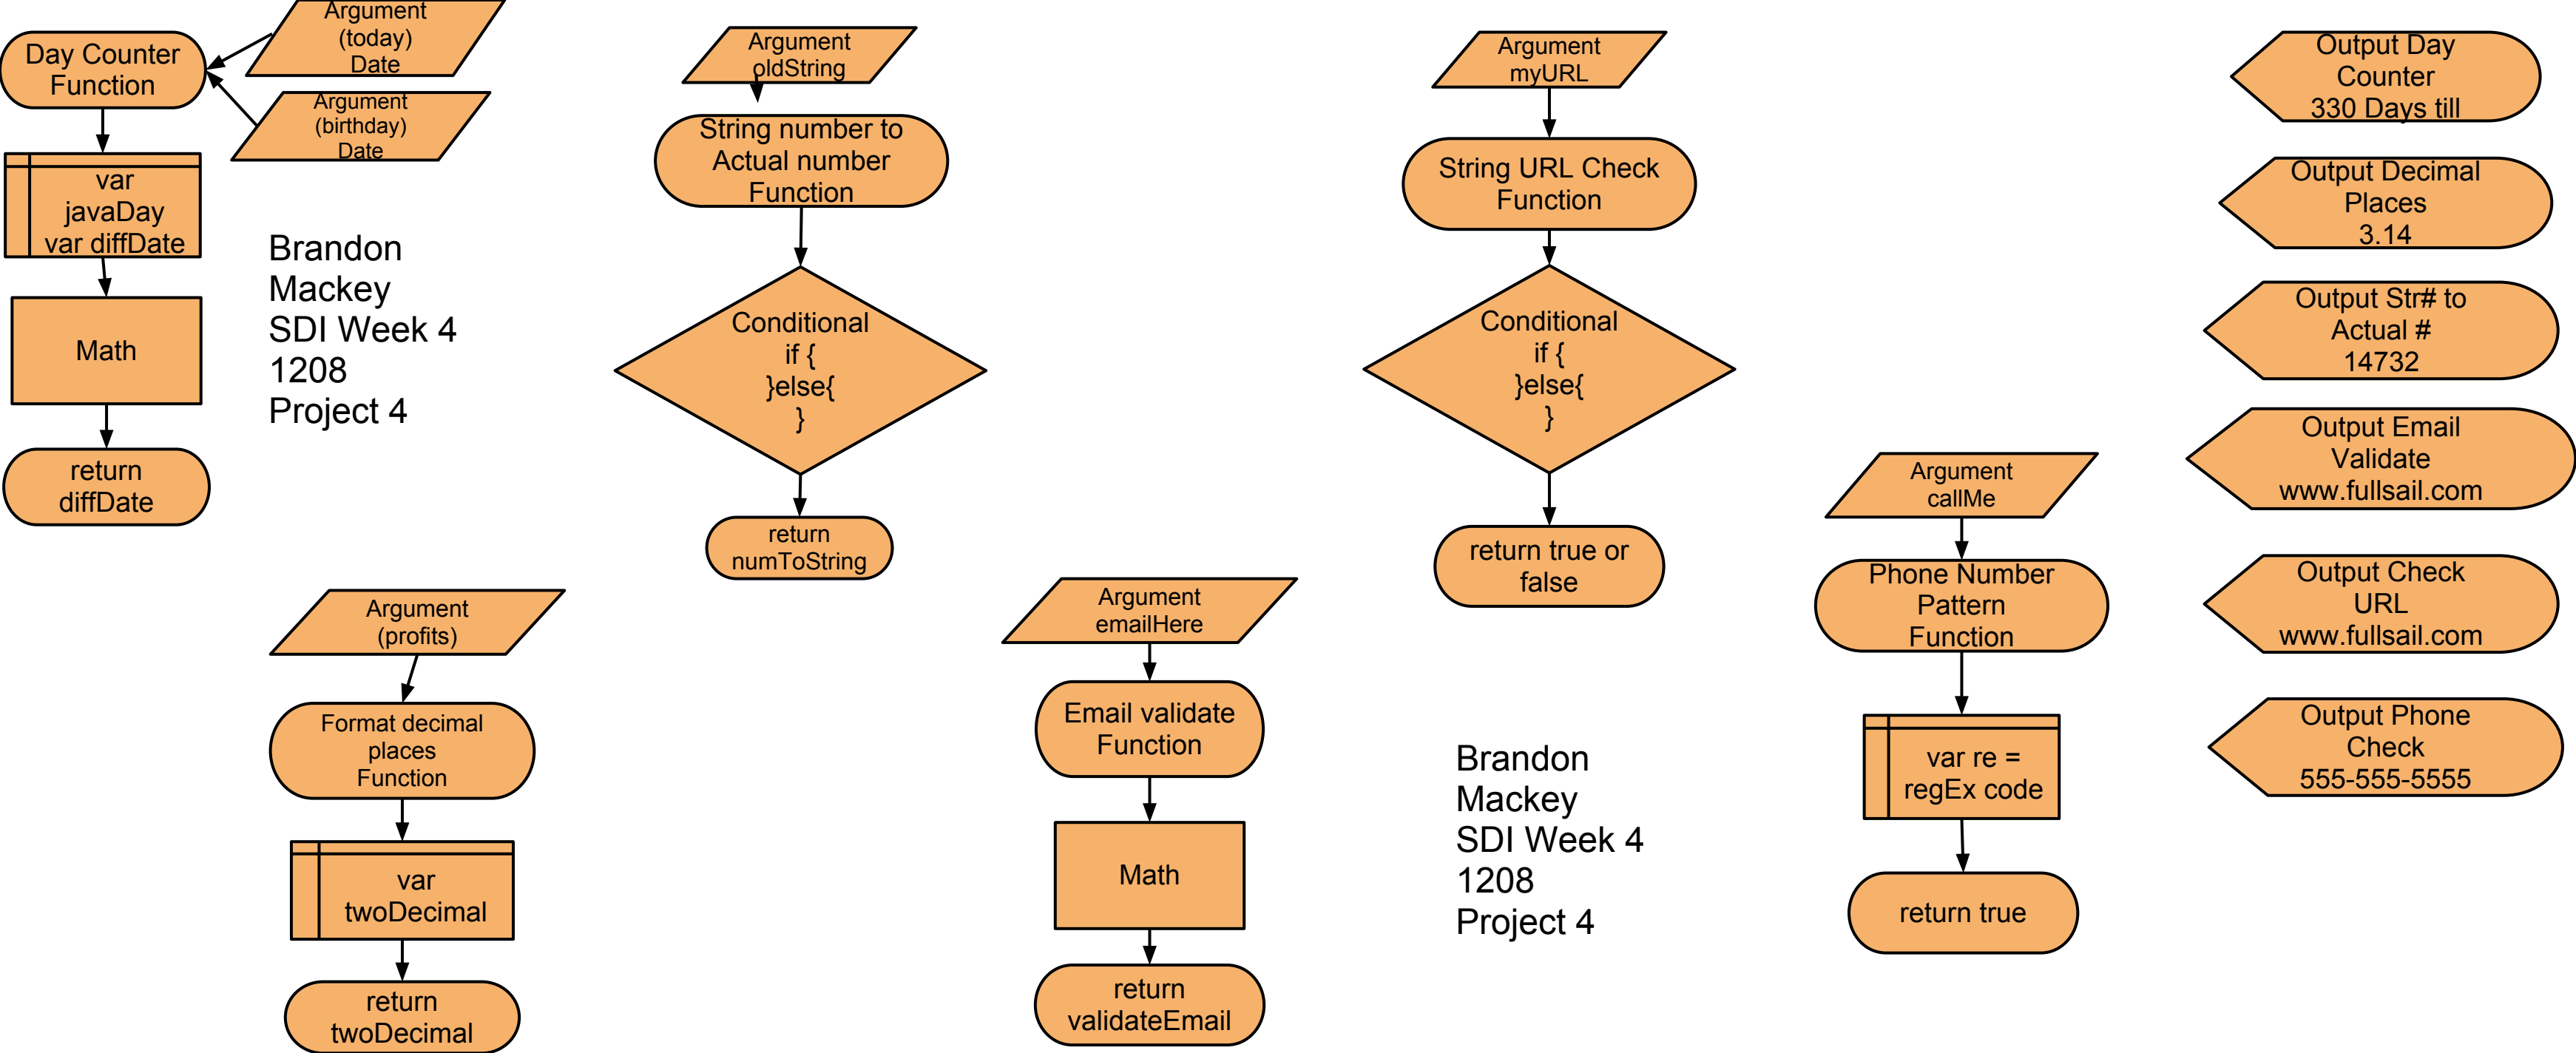 Argument
(today)
Date
Day Counter
Function
Argument
(birthday)
Date
var
javaDay
var diffDate
Math
return
diffDate
Brandon
Mackey
SDI Week 4
1208
Project 4
Argument
(profits)
Format decimal
places
Function
var
twoDecimal
return
twoDecimal
Argument
oldString
String number to
Actual number
Function
Conditional
if {
}else{
}
return
numToString
Argument
emailHere
Email validate
Function
Math
return
validateEmail
Argument
myURL
String URL Check
Function
Conditional
if {
}else{
}
return true or
false
Brandon
Mackey
SDI Week 4
1208
Project 4
Argument
callMe
Phone Number
Pattern
Function
var re =
regEx code
return true
Output Day
Counter
330 Days till
Output Decimal
Places
3.14
Output Str# to
Actual #
14732
Output Email
Validate
www.fullsail.com
Output Check
URL
www.fullsail.com
Output Phone
Check
555-555-5555